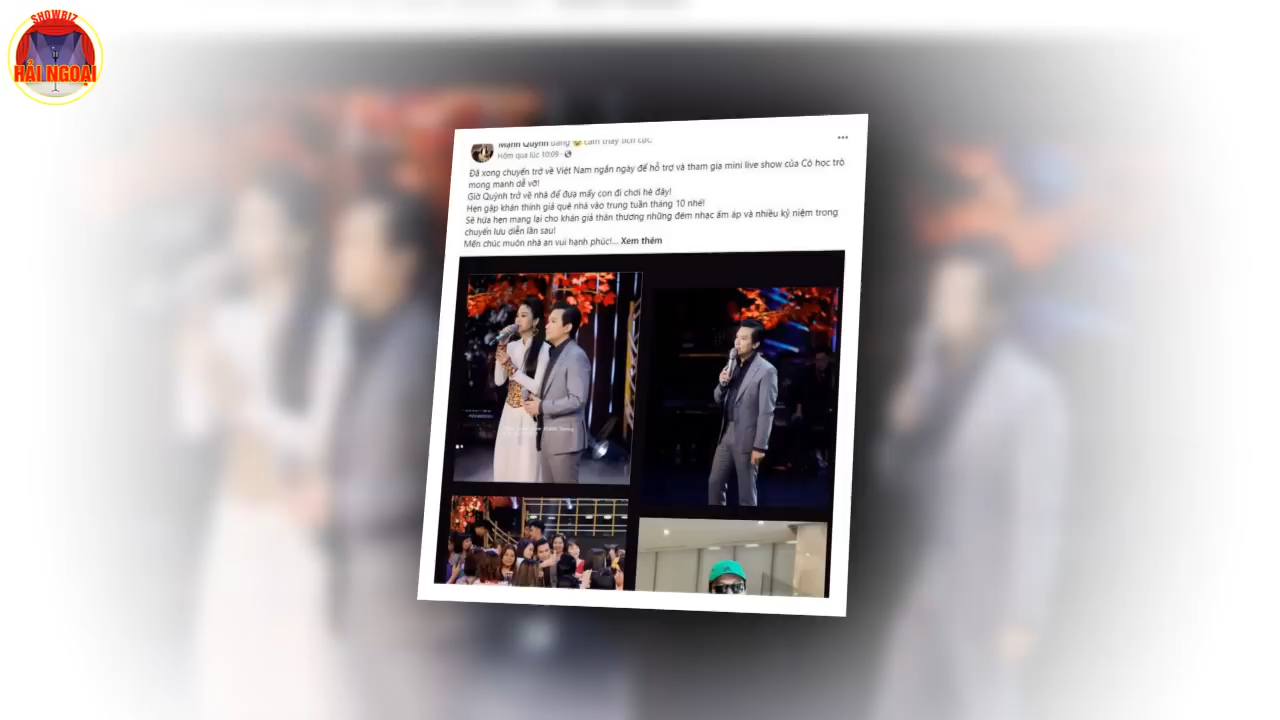 SHOWBIZ
HẢI NGOẠI
Mạnh Quỳnh đang 😄 cảm thấy tích cực.
Hôm qua lúc 10:09 ·
Đã xong chuyến trở về Việt Nam ngắn ngày để hỗ trợ và tham gia mini live show của Cô học trò
mong manh dễ vỡ!
Giờ Quỳnh trở về nhà để đưa mấy con đi chơi hè đây!
Hẹn gặp khán thính giả quê nhà vào trung tuần tháng 10 nhé!
Sẽ hứa hẹn mang lại cho khán giả thân thương những đêm nhạc ấm áp và nhiều kỷ niệm trong
chuyến lưu diễn lần sau!
Mến chúc muôn nhà an vui hạnh phúc!... Xem thêm